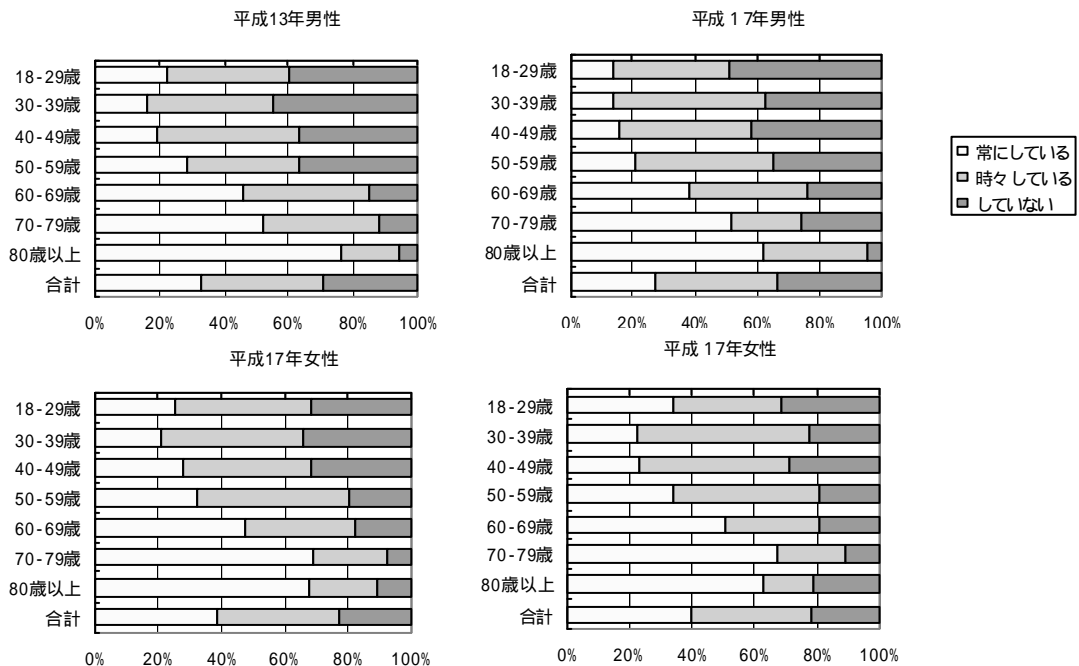 平成13年男性
18-29歳
30-39歳
40-49歳
50-59歳
60-69歳
70-79歳
80歳以上
合計
0% 20% 40% 60% 80% 100%
平成 17年男性
18-29歳
30-39歳
40-49歳
50-59歳
60-69歳
70-79歳
80歳以上
合計
0% 20% 40% 60% 80% 100%
常にしている
時々している
していない
平成17年女性
18-29歳
30-39歳
40-49歳
50-59歳
60-69歳
70-79歳
80歳以上
合計
0% 20% 40% 60% 80% 100%
平成 17年女性
18-29歳
30-39歳
40-49歳
50-59歳
60-69歳
70-79歳
80歳以上
合計
0% 20% 40% 60% 80% 100%